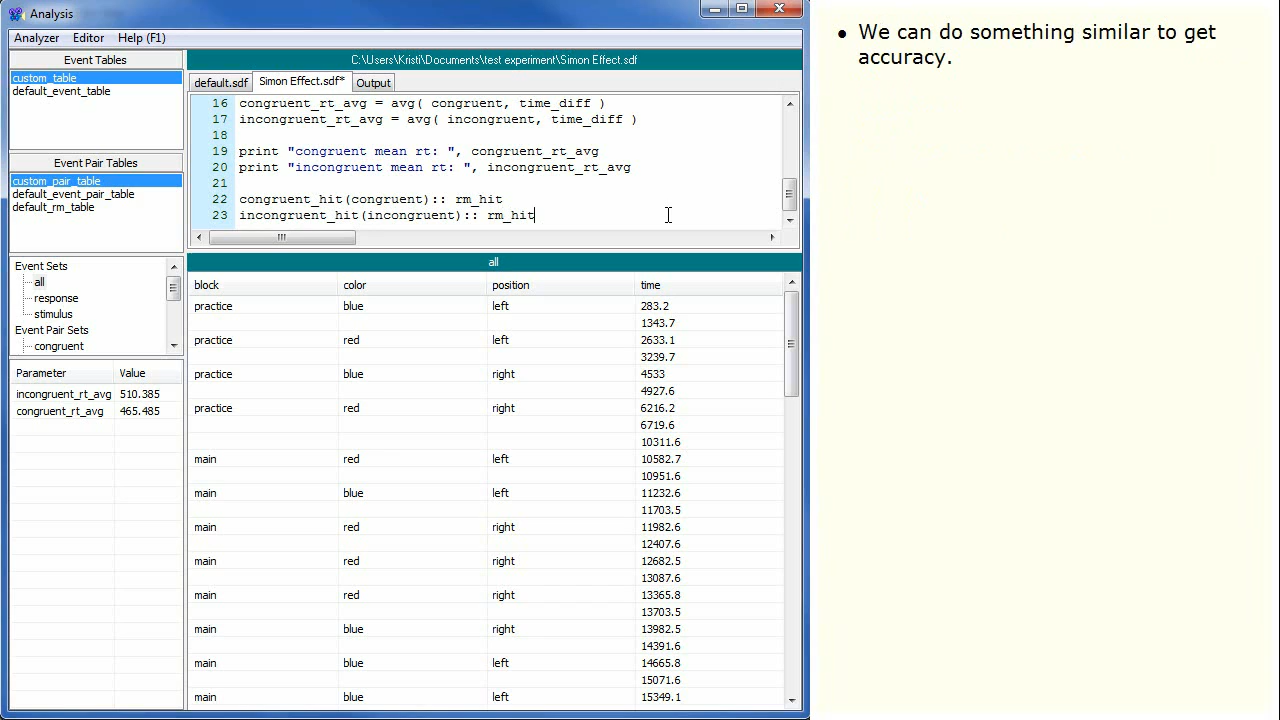 Analysis
Analyzer Editor Help (F1)
Event Tables
custom_table
default_event_table
Event Pair Tables
custom_pair_table
default_event_pair_table
default_rm_table
Event Sets
all
response
stimulus
Event Pair Sets
congruent
Parameter Value
incongruent_rt_avg 510.385
congruent_rt_avg 465.485
C:\Users\Kristi\Documents\test experiment\Simon Effect.sdf
default.sdf Simon Effect.sdf* Output
16 congruent_rt_avg = avg( congruent, time_diff )
17 incongruent_rt_avg = avg( incongruent, time_diff )
18
19 print "congruent mean rt: ", congruent_rt_avg
20 print "incongruent mean rt: ", incongruent_rt_avg
21
22 congruent_hit(congruent):: rm_hit
23 incongruent_hit(incongruent):: rm_hit
all
block color position time
practice blue left 283.2
1343.7
practice red left 2633.1
3239.7
practice blue right 4533
4927.6
practice red right 6216.2
6719.6
10311.6
main red left 10582.7
10951.6
main blue left 11232.6
11703.5
main red right 11982.6
12407.6
main red right 12682.5
13087.6
main red right 13365.8
13703.5
main blue right 13982.5
14391.6
main blue left 14665.8
15071.6
main blue left 15349.1
• We can do something similar to get
accuracy.